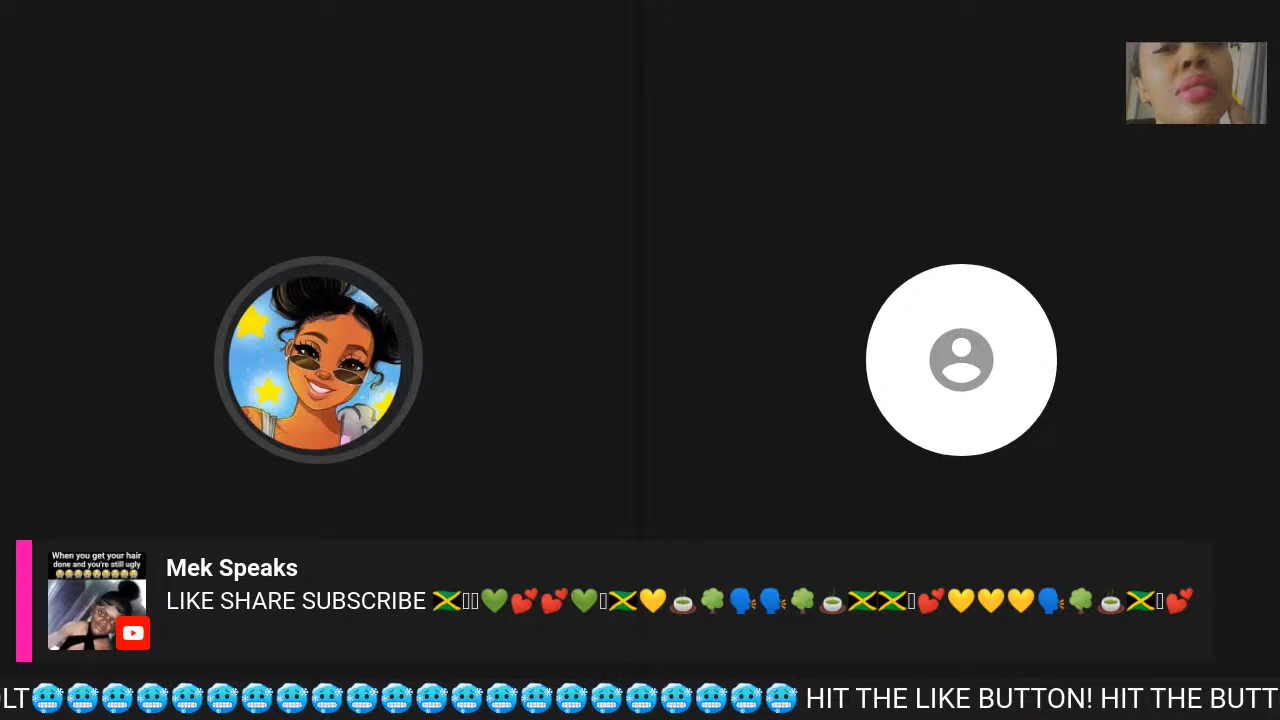 When you get your hair
done and you're still ugly
😭😭😭😭😭😭😭😭😭
Mek Speaks
LIKE SHARE SUBSCRIBE 🇯🇲▯▯💚💕💕💚▯🇯🇲💛🍵🌳🗣️🗣️🌳🍵🇯🇲🇯🇲▯💕💛💛💛🗣️🌳🍵🇯🇲▯💕
OLT🥶🥶🥶🥶🥶🥶🥶🥶🥶🥶🥶🥶🥶🥶🥶🥶🥶🥶🥶🥶🥶🥶 HIT THE LIKE BUTTON! HIT THE BUTT